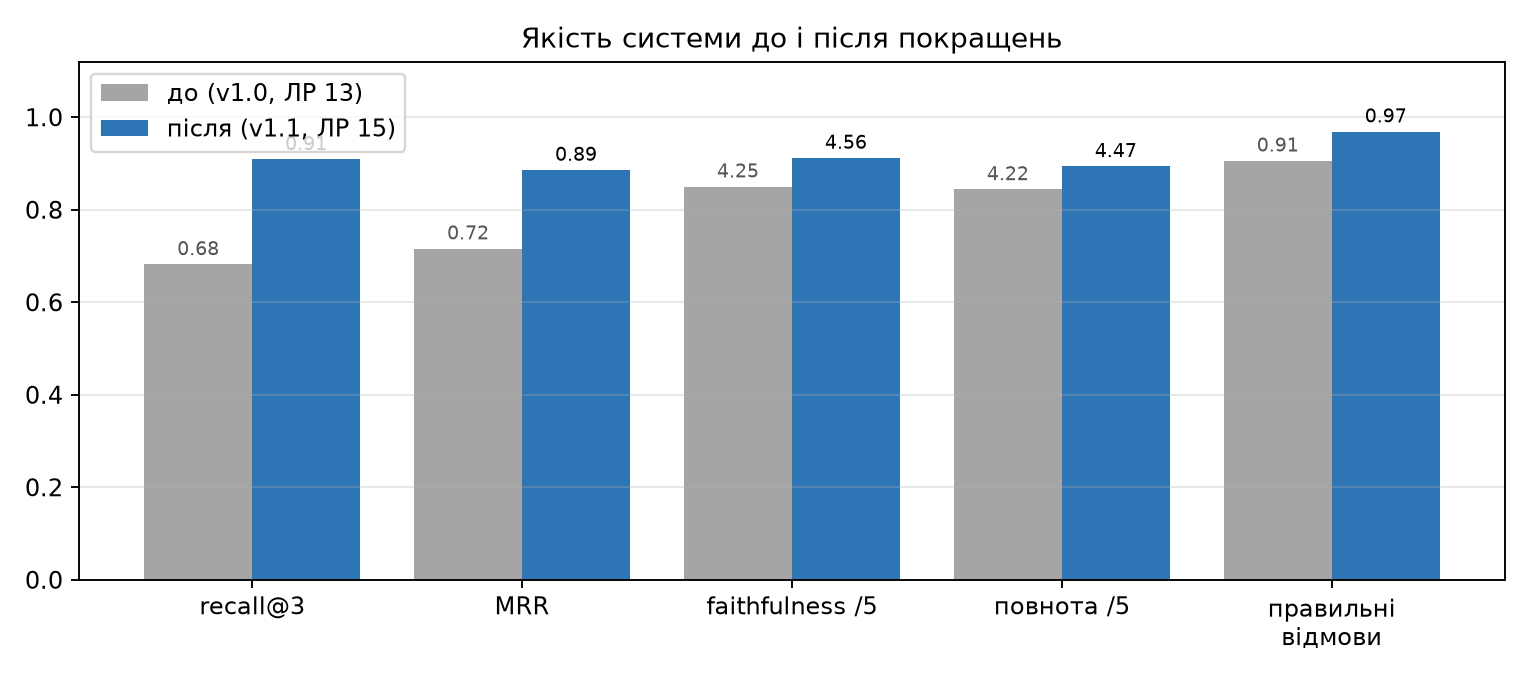 Якість системи до і після покращень
до (v1.0, ЛР 13)
після (v1.1, ЛР 15)
1.0
0.8
0.6
0.4
0.2
0.0
0.68
0.91
0.72
0.89
4.25
4.56
4.22
4.47
0.91
0.97
recall@3
MRR
faithfulness /5
повнота /5
правильні
відмови